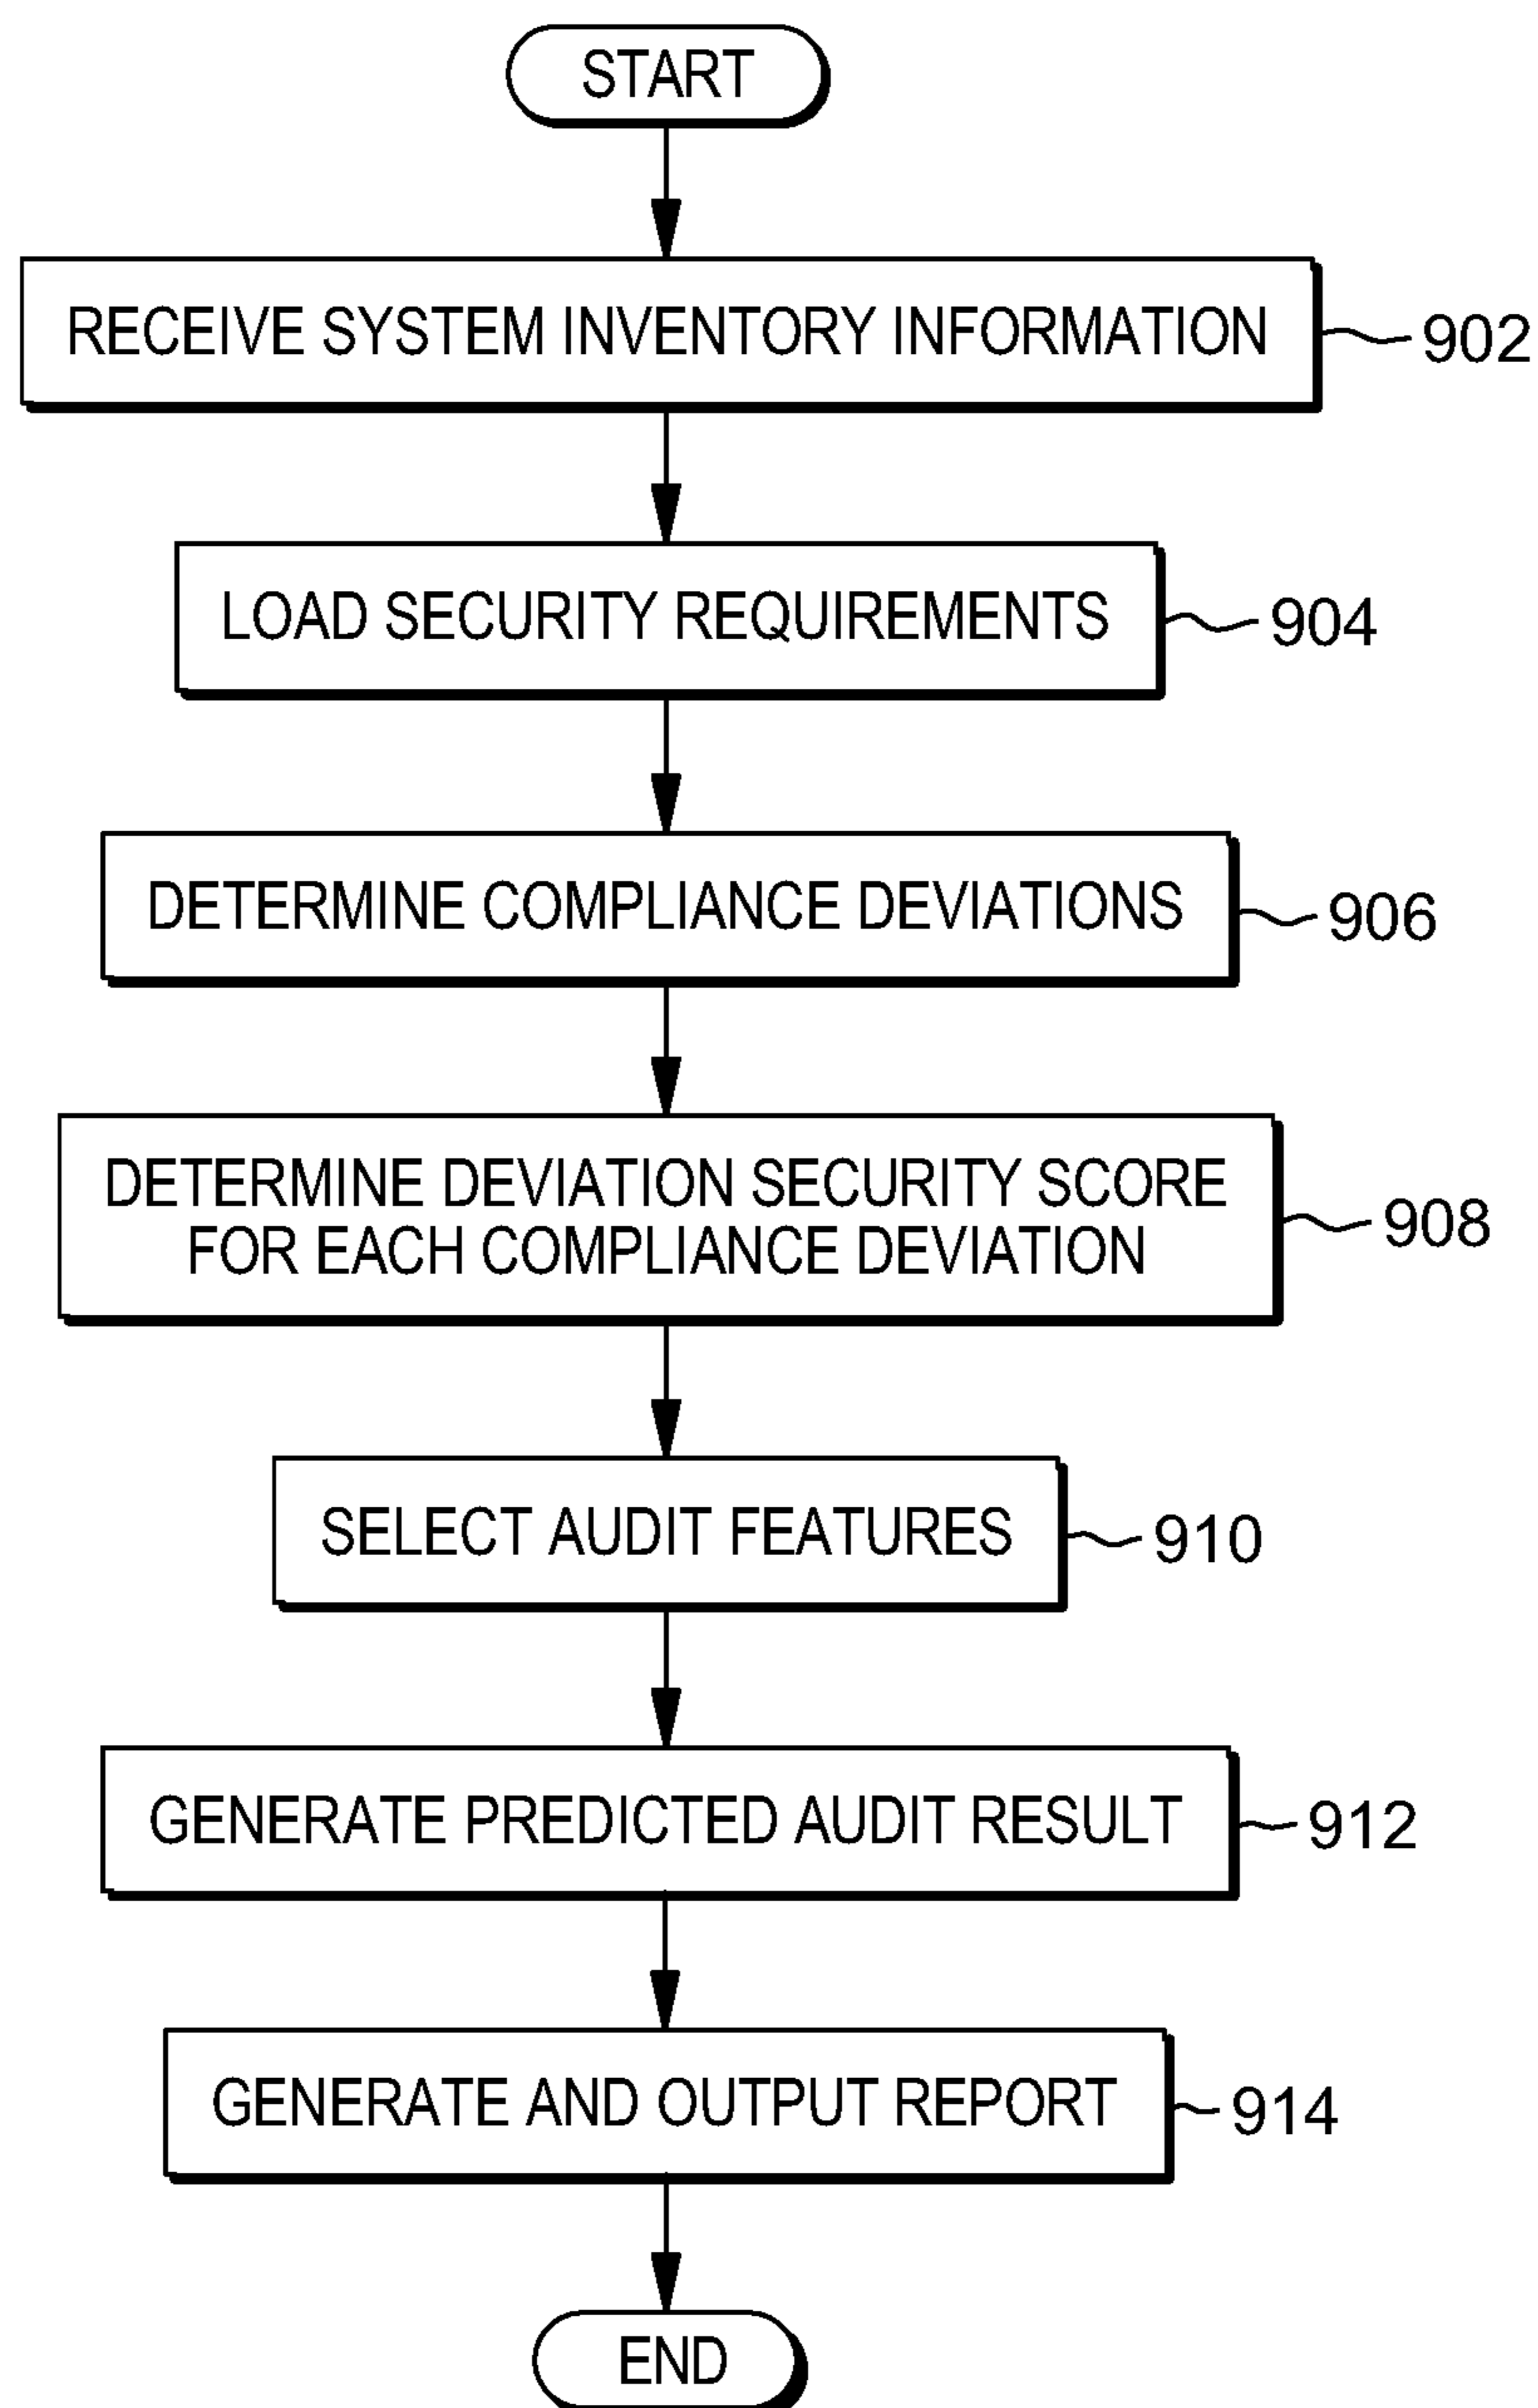 START
RECEIVE SYSTEM INVENTORY INFORMATION
902
LOAD SECURITY REQUIREMENTS
904
DETERMINE COMPLIANCE DEVIATIONS
906
DETERMINE DEVIATION SECURITY SCORE
FOR EACH COMPLIANCE DEVIATION
908
SELECT AUDIT FEATURES
910
GENERATE PREDICTED AUDIT RESULT
912
GENERATE AND OUTPUT REPORT
914
END